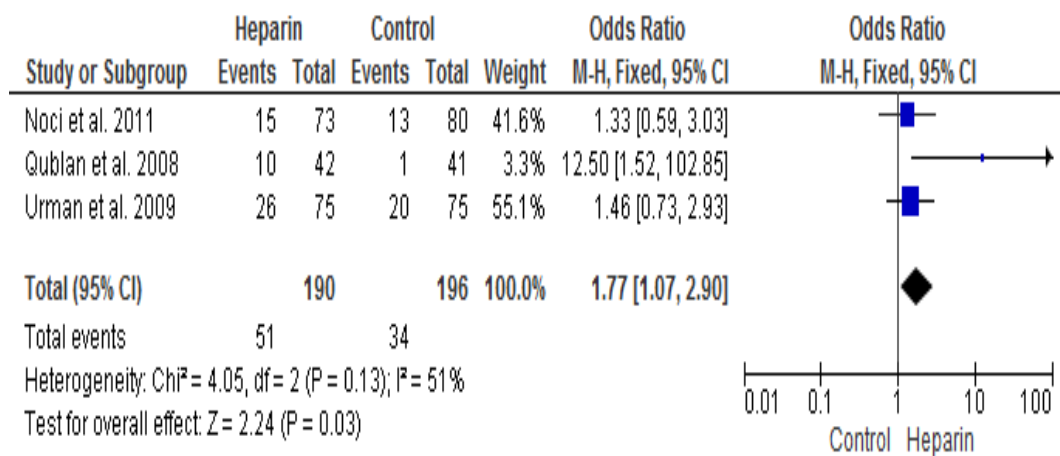 Heparin Control Odds Ratio Odds Ratio
Study or Subgroup Events Total Events Total Weight M-H, Fixed, 95% CI M-H, Fixed, 95% CI
Noci et al. 2011 15 73 13 80 41.6% 1.33 [0.59, 3.03]
Qublan et al. 2008 10 42 1 41 3.3% 12.50 [1.52, 102.85]
Urman et al. 2009 26 75 20 75 55.1% 1.46 [0.73, 2.93]
Total (95% CI) 190 196 100.0% 1.77 [1.07, 2.90]
Total events 51 34
Heterogeneity: Chi² = 4.05, df = 2 (P = 0.13); I² = 51%
Test for overall effect: Z = 2.24 (P = 0.03)
0.01 0.1 1 10 100
Control Heparin